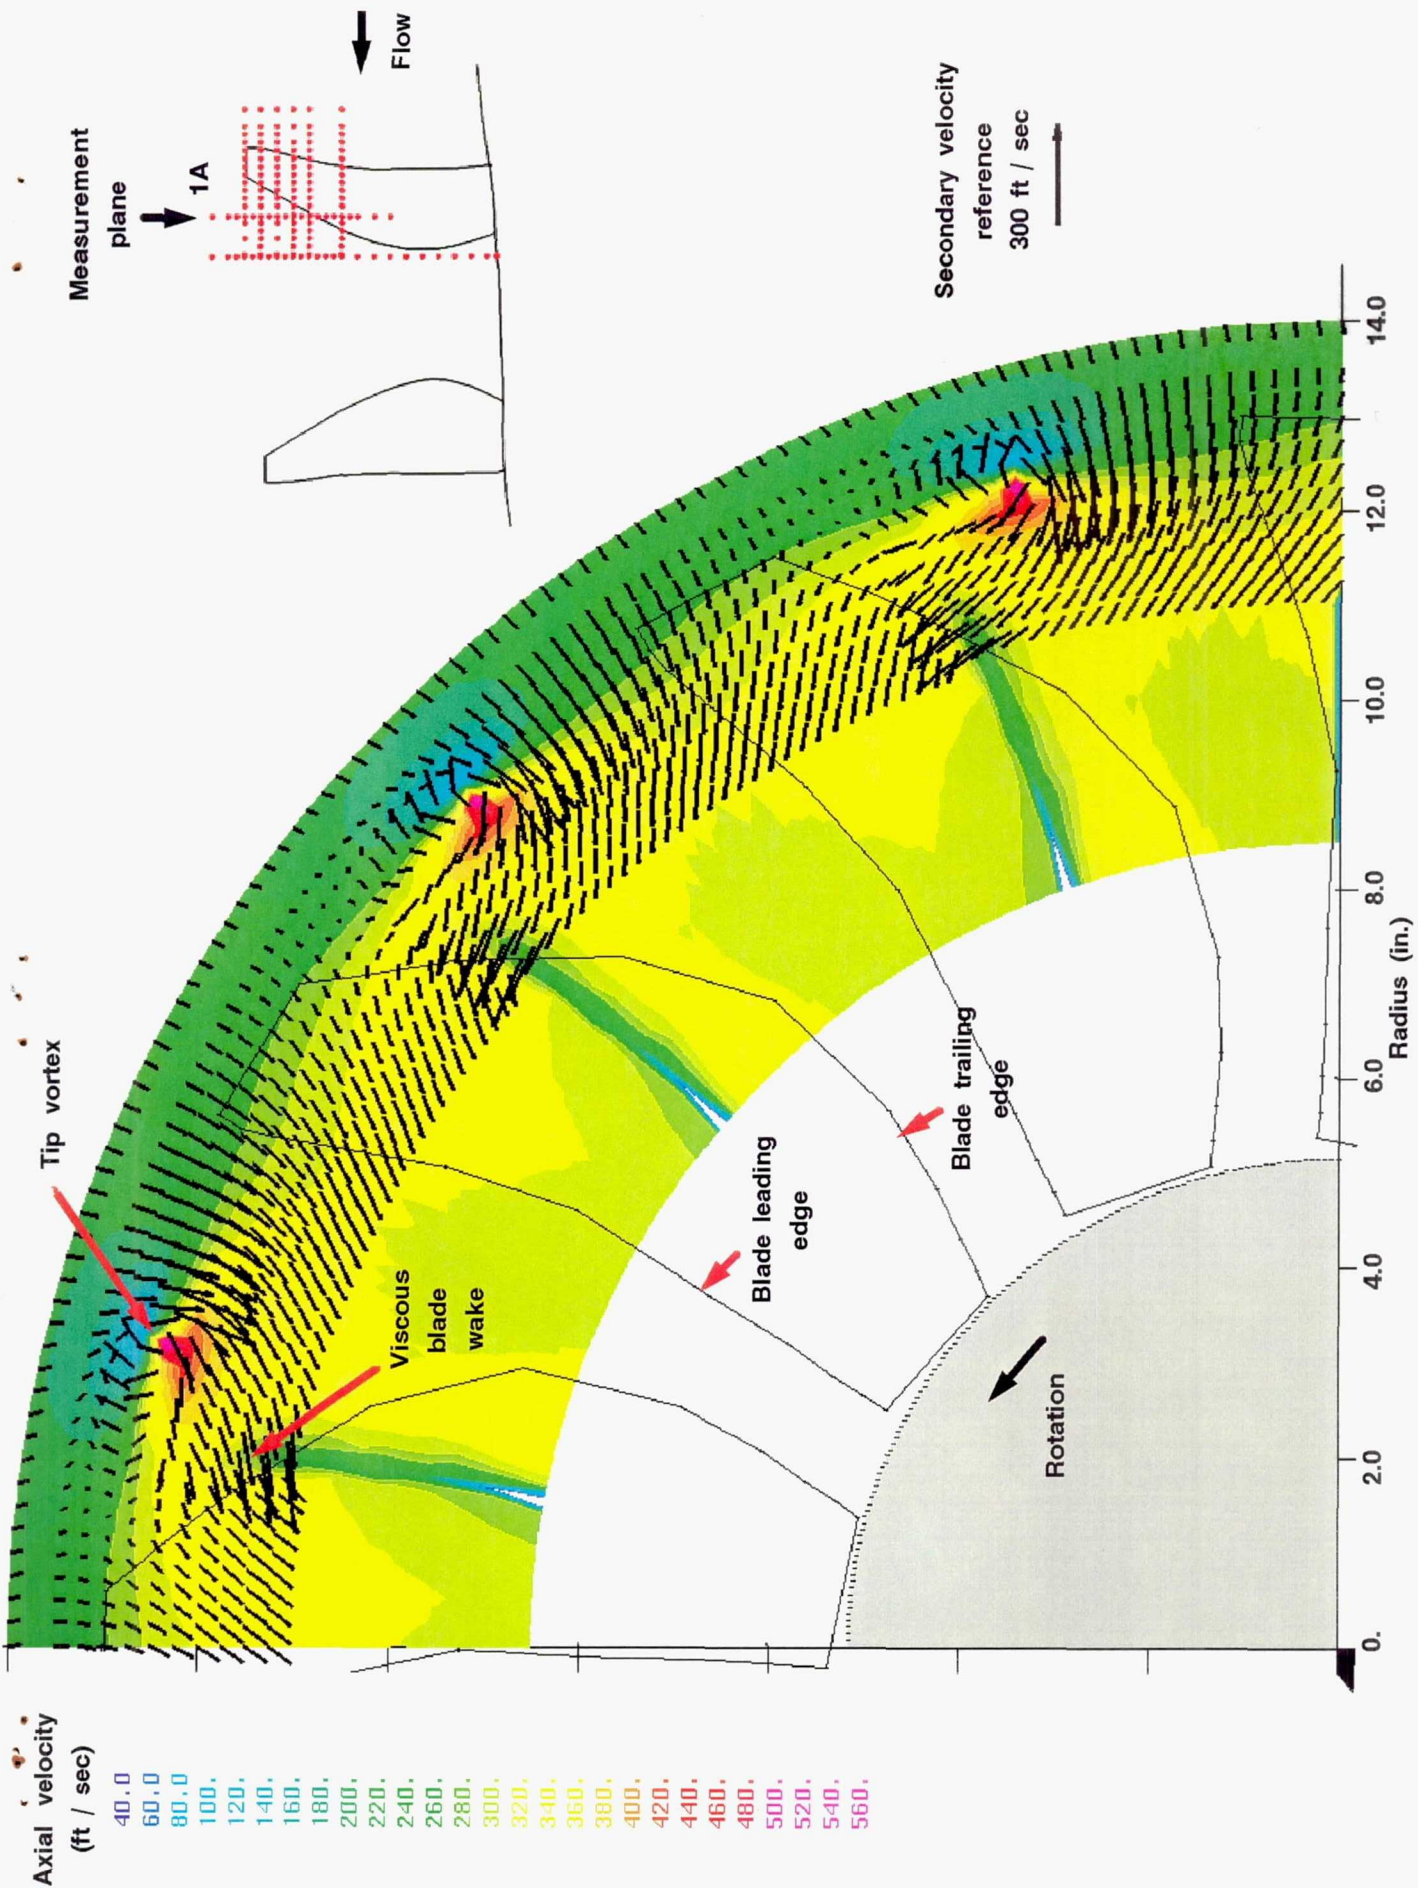 Axial velocity
(ft / sec)
40.0
60.0
80.0
100.
120.
140.
160.
180.
200.
220.
240.
260.
280.
300.
320.
340.
360.
380.
400.
420.
440.
460.
480.
500.
520.
540.
560.
Tip vortex
Measurement
plane
1A
Flow
Viscous
blade
wake
Blade leading
edge
Blade trailing
edge
Secondary velocity
reference
300 ft / sec
Rotation
0.
2.0
4.0
6.0
8.0
10.0
12.0
14.0
Radius (in.)